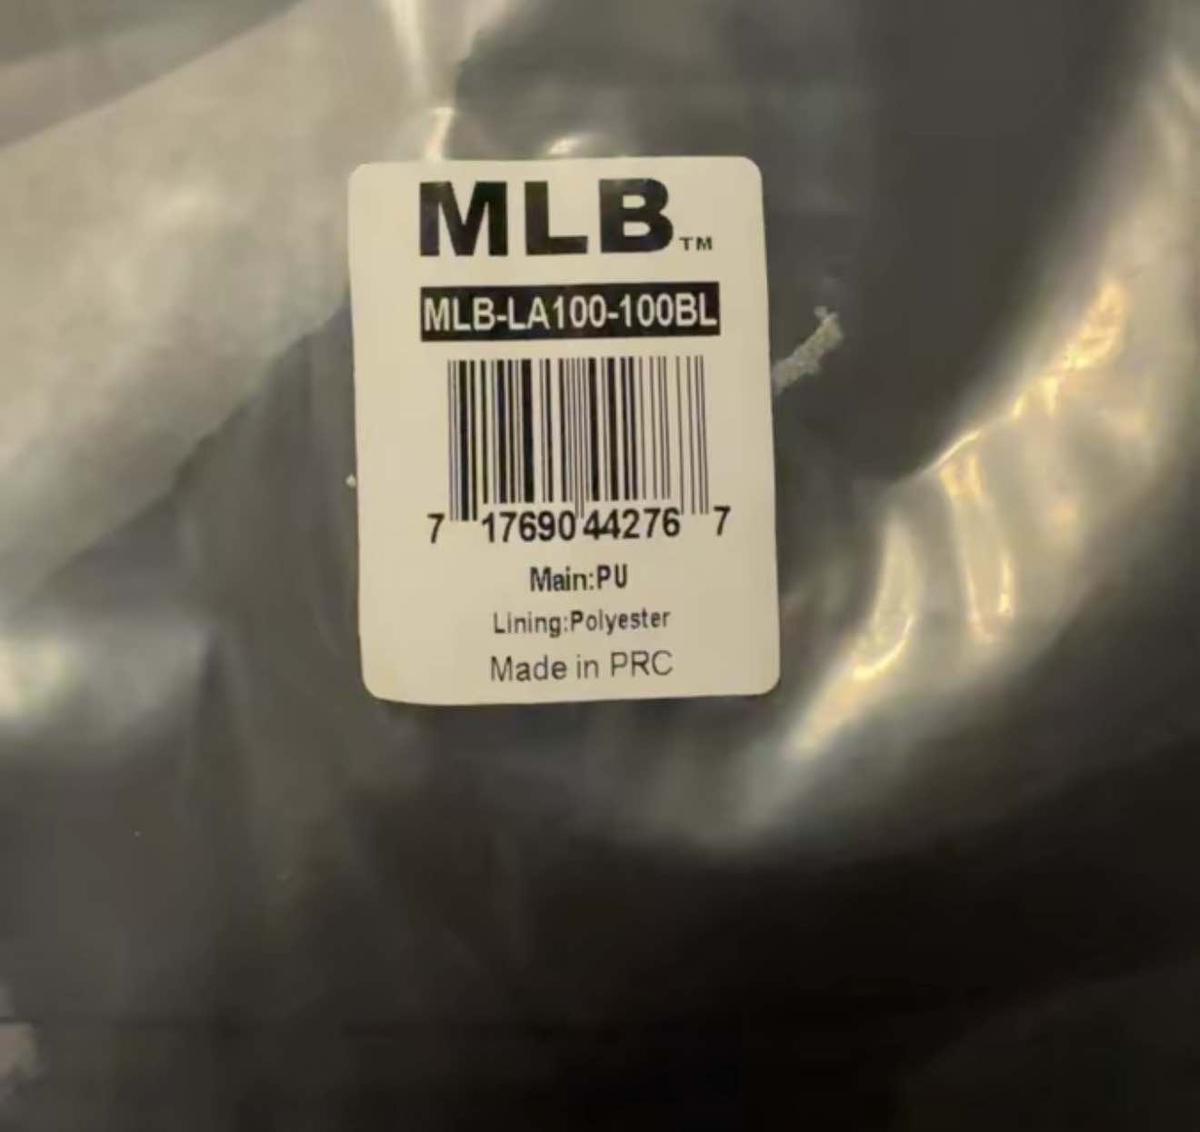 MLB™
MLB-LA100-100BL
7 17690 44276 7
Main:PU
Lining:Polyester
Made in PRC